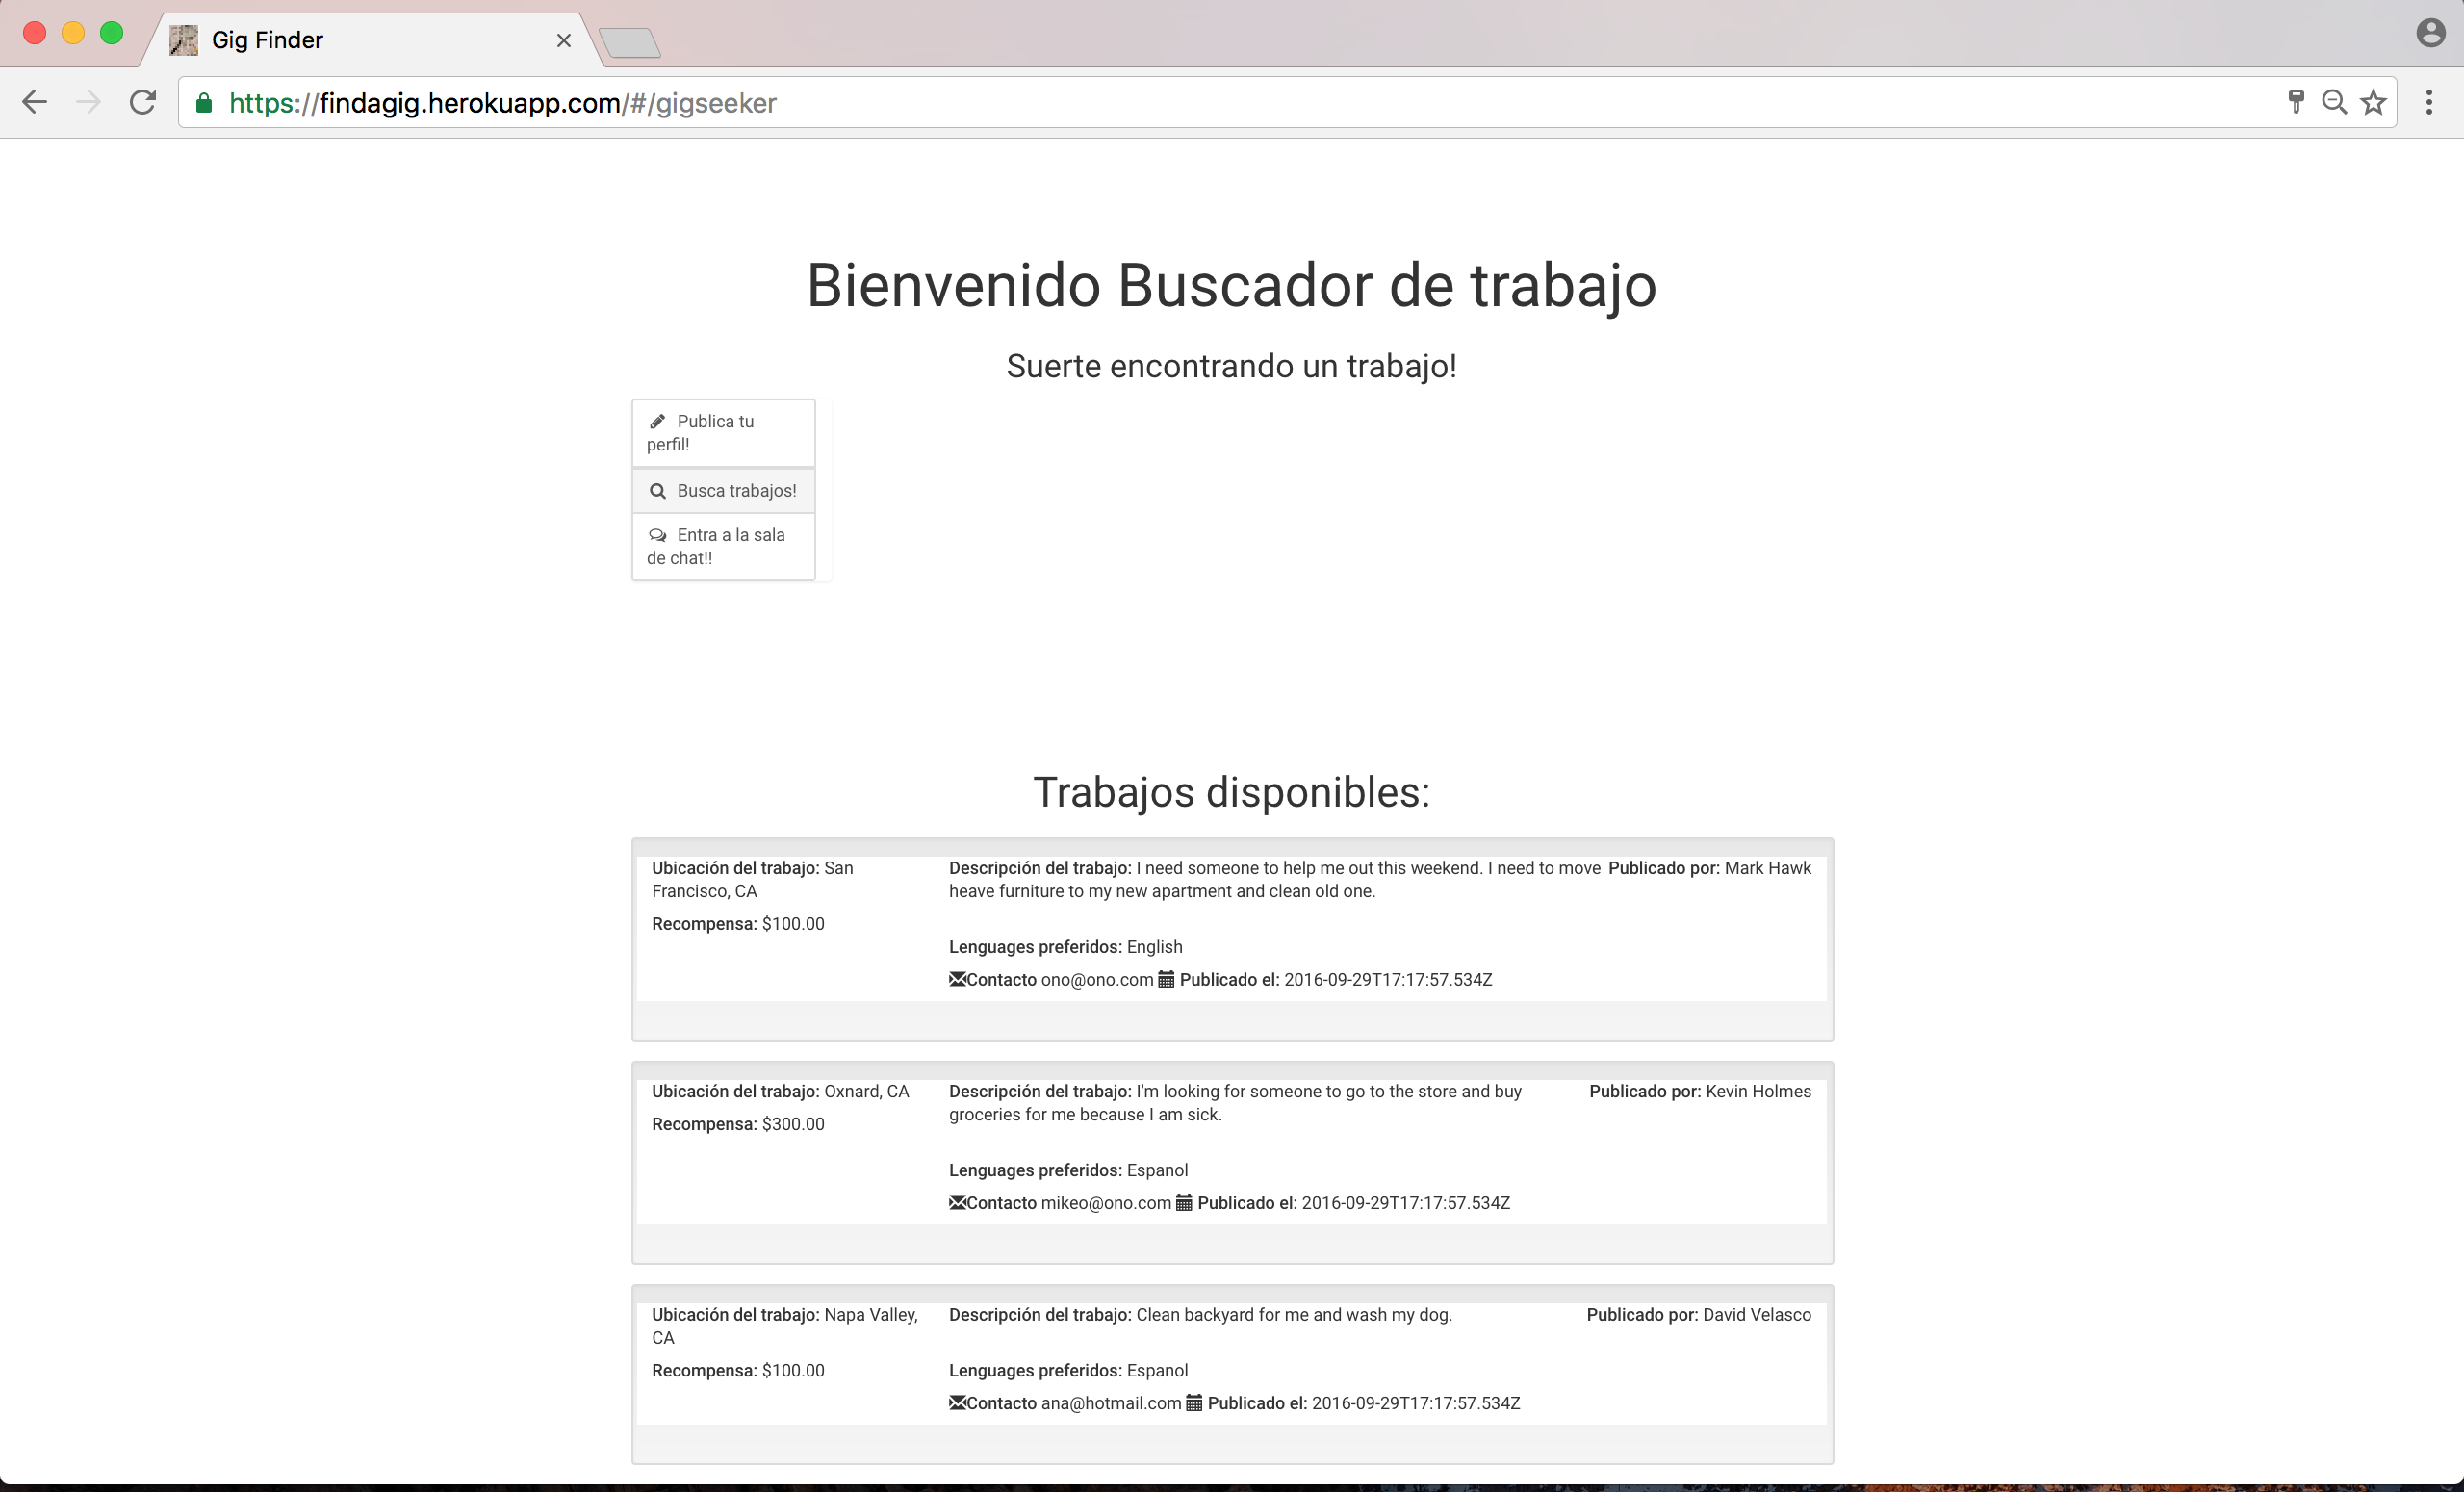 Gig Finder
https://findagig.herokuapp.com/#/gigseeker
Bienvenido Buscador de trabajo
Suerte encontrando un trabajo!
Publica tu
perfil!
Busca trabajos!
Entra a la sala
de chat!!
Trabajos disponibles:
Ubicación del trabajo: San
Francisco, CA
Recompensa: $100.00
Descripción del trabajo: I need someone to help me out this weekend. I need to move
heave furniture to my new apartment and clean old one.
Lenguages preferidos: English
Contacto ono@ono.com Publicado el: 2016-09-29T17:17:57.534Z
Publicado por: Mark Hawk
Ubicación del trabajo: Oxnard, CA
Recompensa: $300.00
Descripción del trabajo: I'm looking for someone to go to the store and buy
groceries for me because I am sick.
Lenguages preferidos: Espanol
Contacto mikeo@ono.com Publicado el: 2016-09-29T17:17:57.534Z
Publicado por: Kevin Holmes
Ubicación del trabajo: Napa Valley,
CA
Recompensa: $100.00
Descripción del trabajo: Clean backyard for me and wash my dog.
Lenguages preferidos: Espanol
Contacto ana@hotmail.com Publicado el: 2016-09-29T17:17:57.534Z
Publicado por: David Velasco